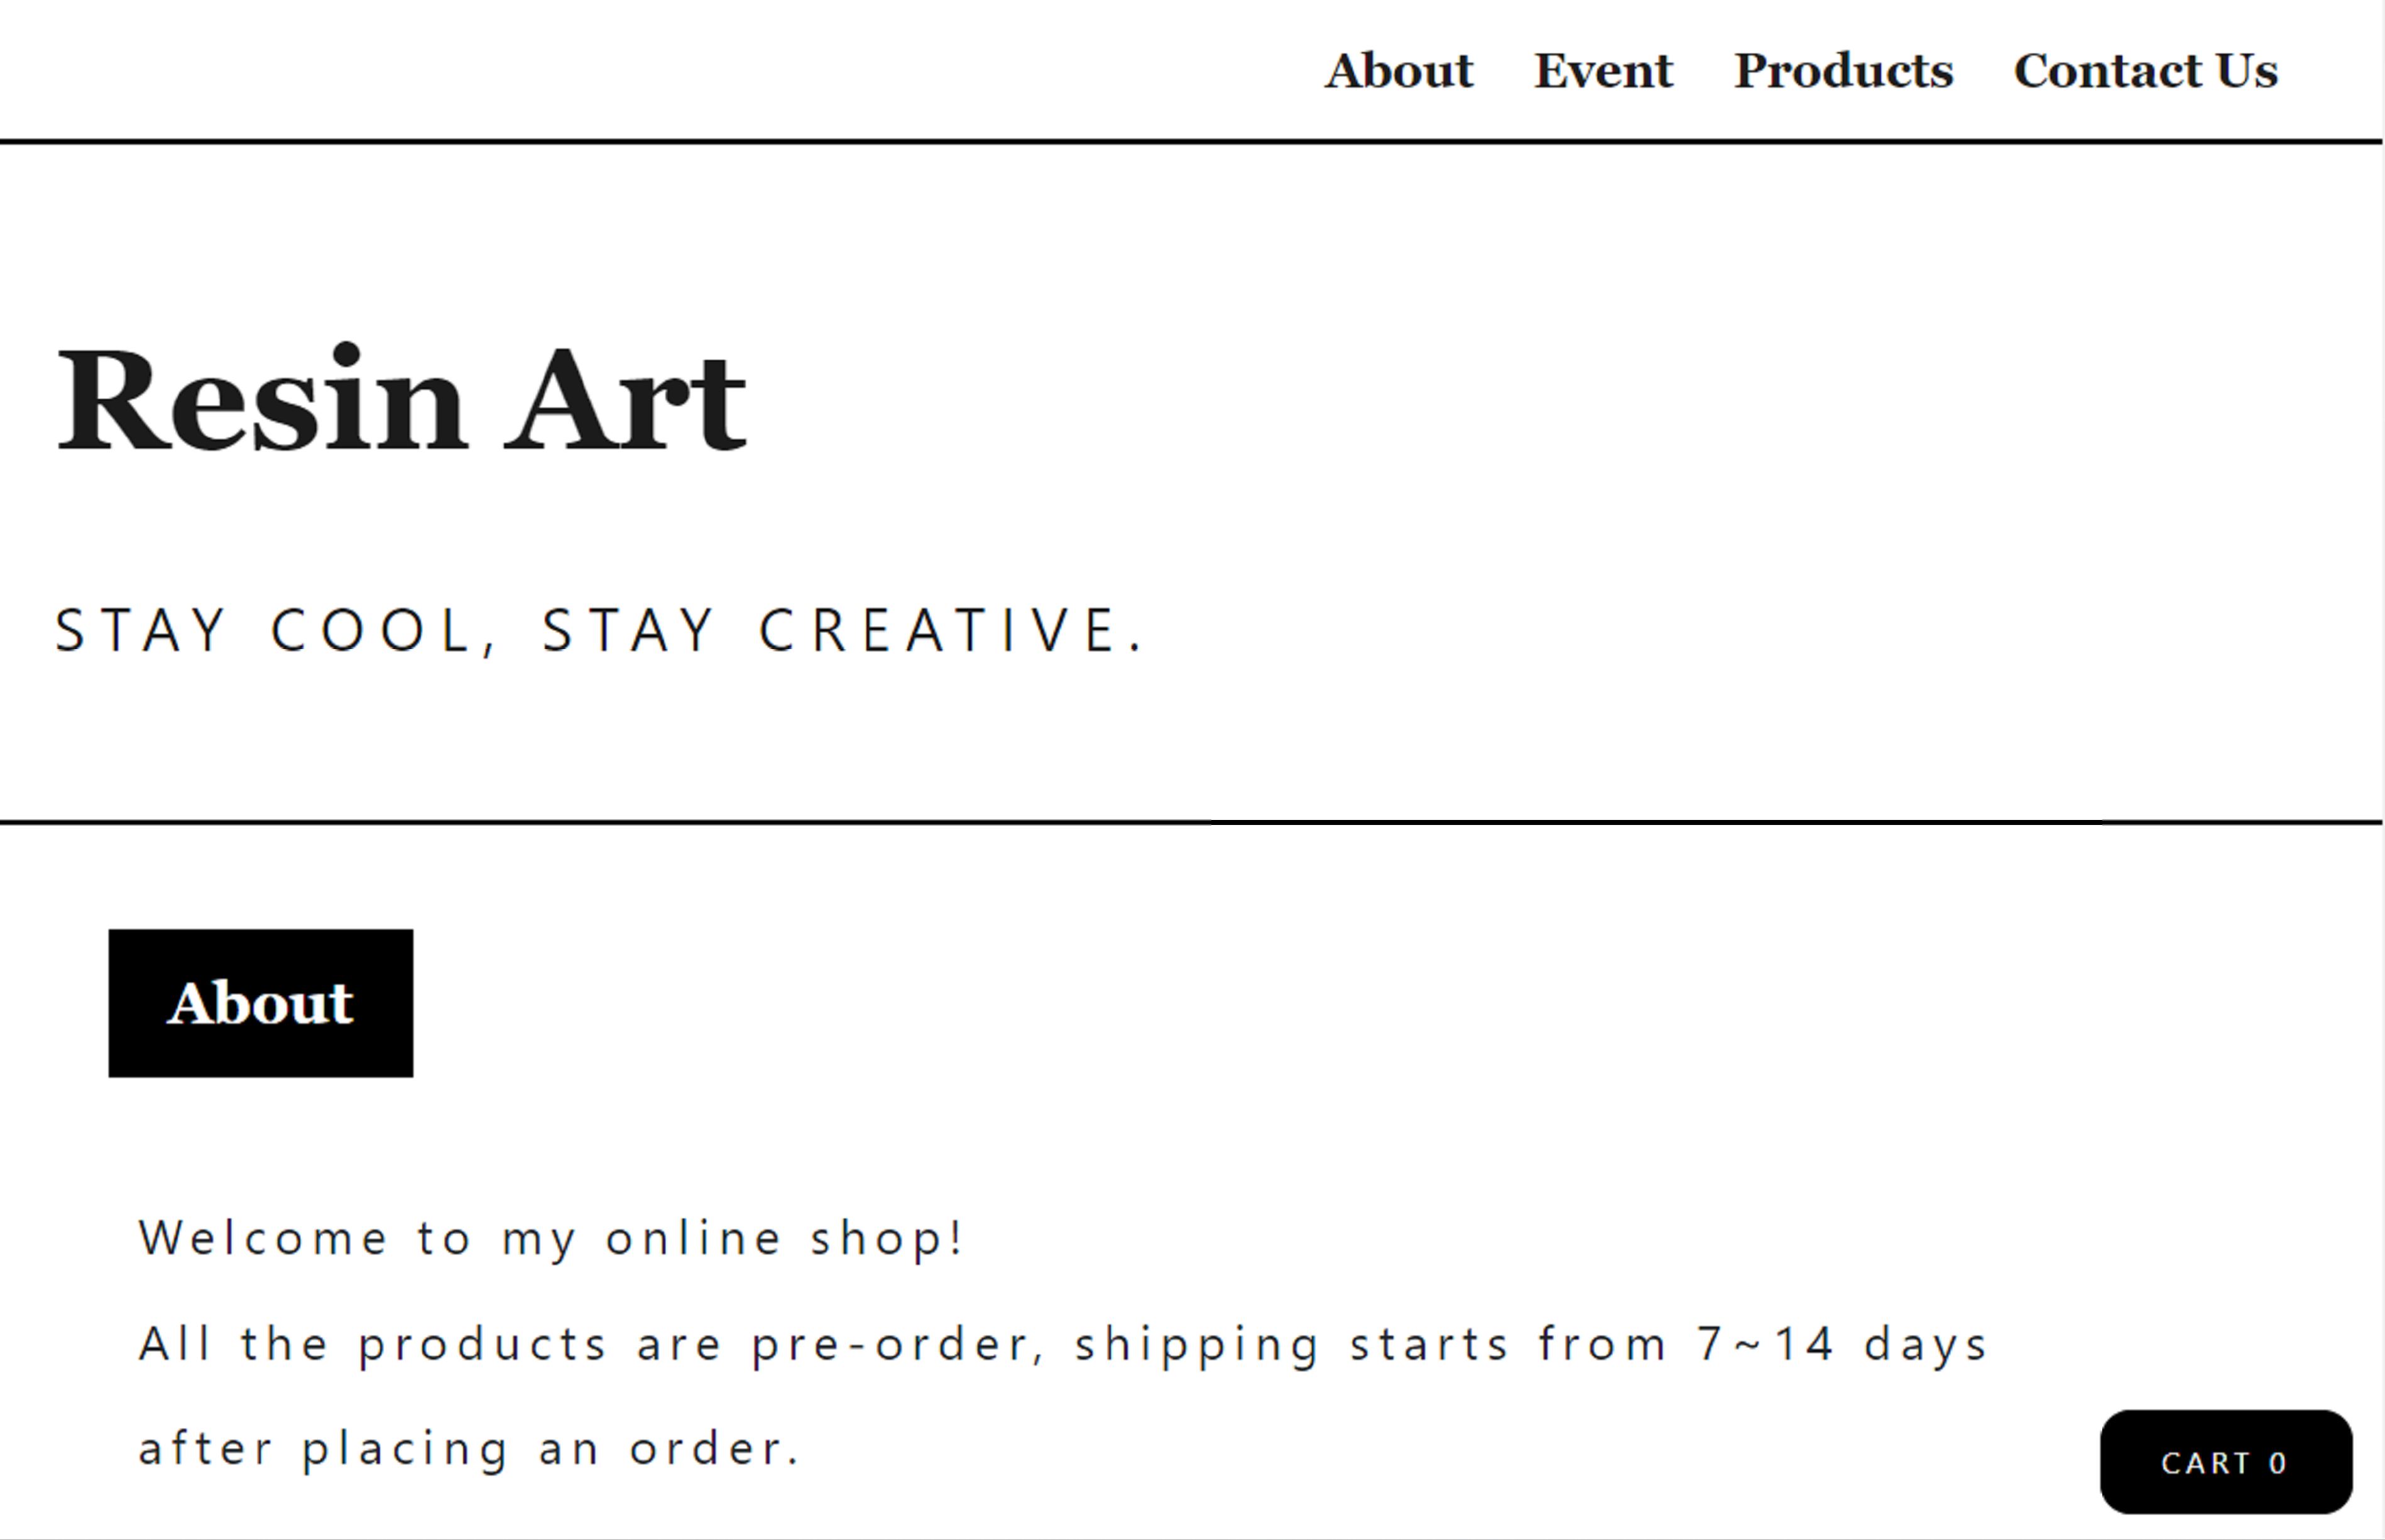 About Event Products Contact Us
Resin Art
STAY COOL, STAY CREATIVE.
About
Welcome to my online shop!
All the products are pre-order, shipping starts from 7~14 days
after placing an order.
CART 0